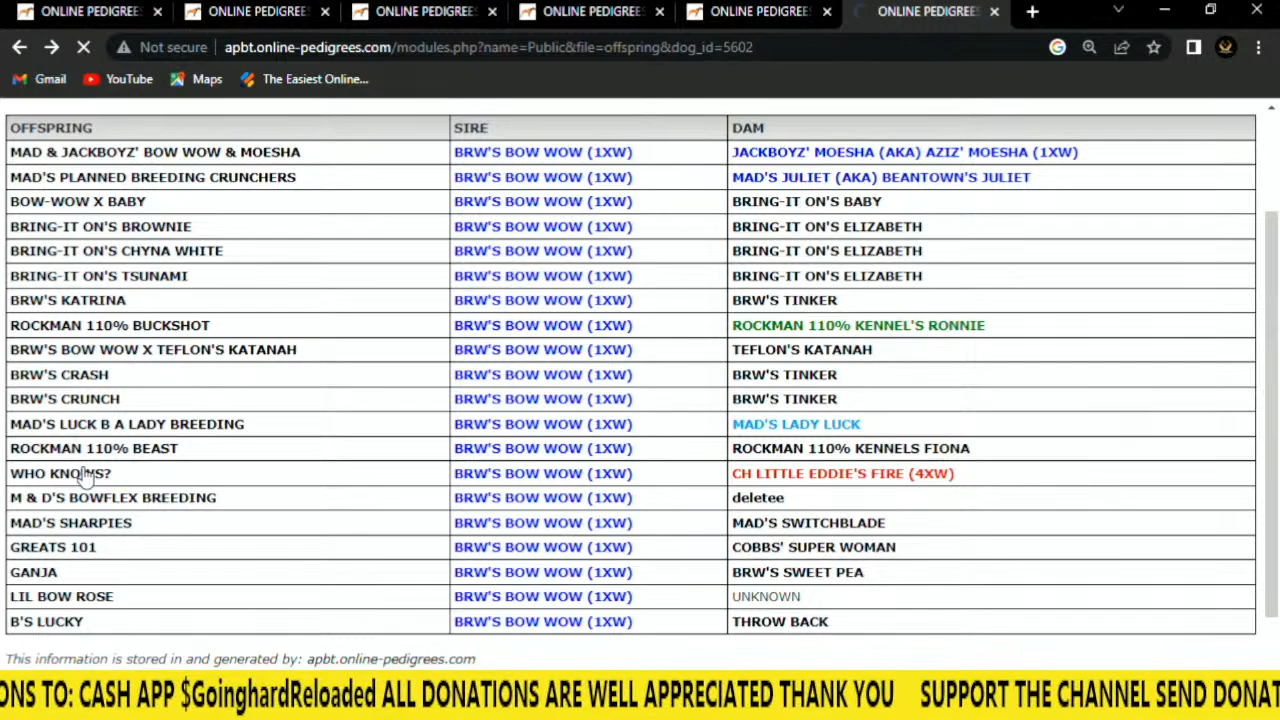 ONLINE PEDIGREES ONLINE PEDIGREES ONLINE PEDIGREES ONLINE PEDIGREES ONLINE PEDIGREES ONLINE PEDIGREES
Not secure apbt.online-pedigrees.com/modules.php?name=Public&file=offspring&dog_id=5602
Gmail YouTube Maps The Easiest Online...
OFFSPRING SIRE DAM
MAD & JACKBOYZ' BOW WOW & MOESHA BRW'S BOW WOW (1XW) JACKBOYZ' MOESHA (AKA) AZIZ' MOESHA (1XW)
MAD'S PLANNED BREEDING CRUNCHERS BRW'S BOW WOW (1XW) MAD'S JULIET (AKA) BEANTOWN'S JULIET
BOW-WOW X BABY BRW'S BOW WOW (1XW) BRING-IT ON'S BABY
BRING-IT ON'S BROWNIE BRW'S BOW WOW (1XW) BRING-IT ON'S ELIZABETH
BRING-IT ON'S CHYNA WHITE BRW'S BOW WOW (1XW) BRING-IT ON'S ELIZABETH
BRING-IT ON'S TSUNAMI BRW'S BOW WOW (1XW) BRING-IT ON'S ELIZABETH
BRW'S KATRINA BRW'S BOW WOW (1XW) BRW'S TINKER
ROCKMAN 110% BUCKSHOT BRW'S BOW WOW (1XW) ROCKMAN 110% KENNEL'S RONNIE
BRW'S BOW WOW X TEFLON'S KATANAH BRW'S BOW WOW (1XW) TEFLON'S KATANAH
BRW'S CRASH BRW'S BOW WOW (1XW) BRW'S TINKER
BRW'S CRUNCH BRW'S BOW WOW (1XW) BRW'S TINKER
MAD'S LUCK B A LADY BREEDING BRW'S BOW WOW (1XW) MAD'S LADY LUCK
ROCKMAN 110% BEAST BRW'S BOW WOW (1XW) ROCKMAN 110% KENNELS FIONA
WHO KNOWS? BRW'S BOW WOW (1XW) CH LITTLE EDDIE'S FIRE (4XW)
M & D'S BOWFLEX BREEDING BRW'S BOW WOW (1XW) deletee
MAD'S SHARPIES BRW'S BOW WOW (1XW) MAD'S SWITCHBLADE
GREATS 101 BRW'S BOW WOW (1XW) COBBS' SUPER WOMAN
GANJA BRW'S BOW WOW (1XW) BRW'S SWEET PEA
LIL BOW ROSE BRW'S BOW WOW (1XW) UNKNOWN
B'S LUCKY BRW'S BOW WOW (1XW) THROW BACK
This information is stored in and generated by: apbt.online-pedigrees.com
ONS TO: CASH APP $GoinghardReloaded ALL DONATIONS ARE WELL APPRECIATED THANK YOU SUPPORT THE CHANNEL SEND DONAT